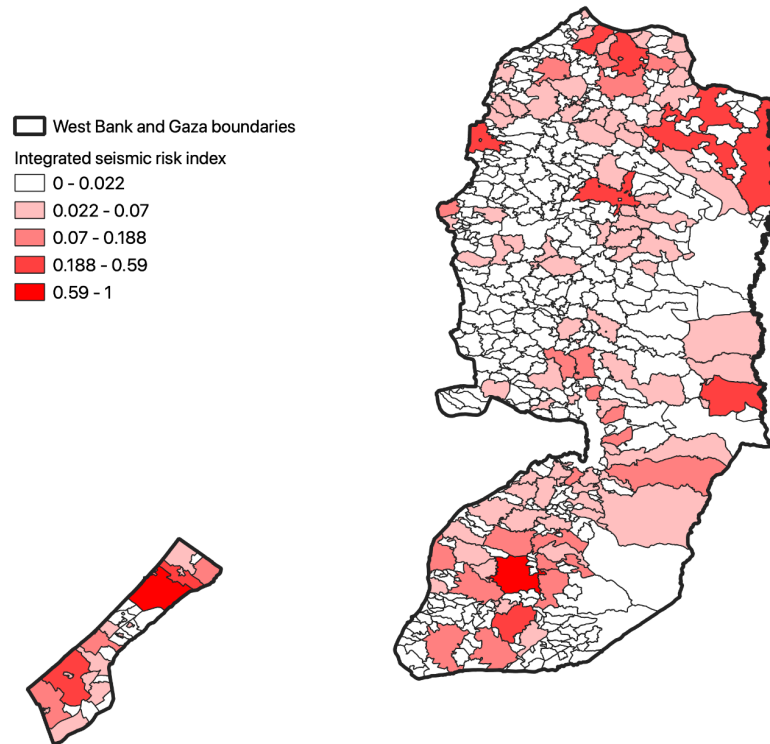 West Bank and Gaza boundaries
Integrated seismic risk index
0 - 0.022
0.022 - 0.07
0.07 - 0.188
0.188 - 0.59
0.59 - 1